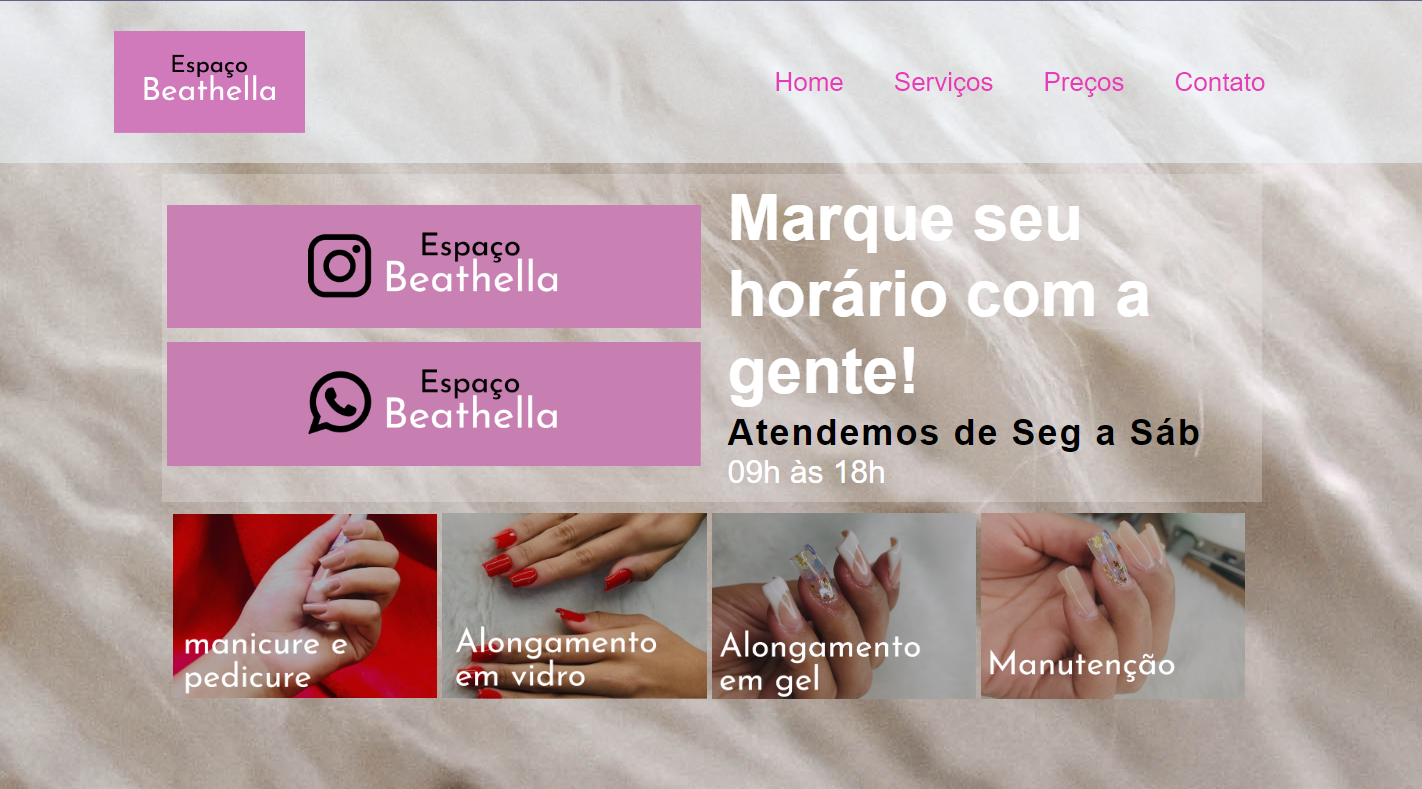 Espaço
Beathella
Home
Serviços
Preços
Contato
Espaço
Beathella
Espaço
Beathella
Marque seu
horário com a
gente!
Atendemos de Seg a Sáb
09h às 18h
manicure e
pedicure
Alongamento
em vidro
Alongamento
em gel
Manutenção